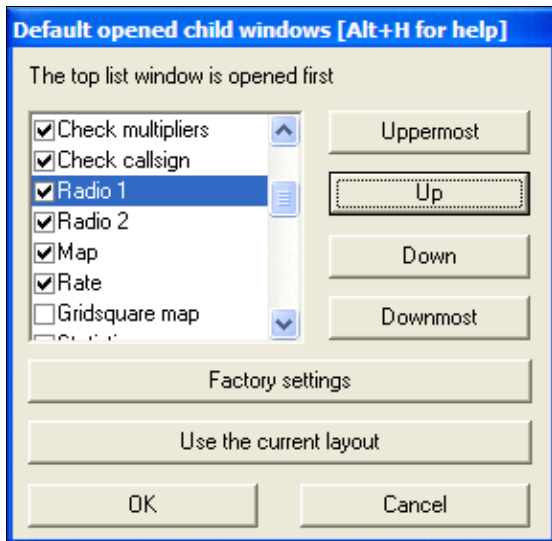 Default opened child windows [Alt+H for help]
The top list window is opened first
Check multipliers
Check callsign
Radio 1
Radio 2
Map
Rate
Gridsquare map
Uppermost
Up
Down
Downmost
Factory settings
Use the current layout
OK
Cancel